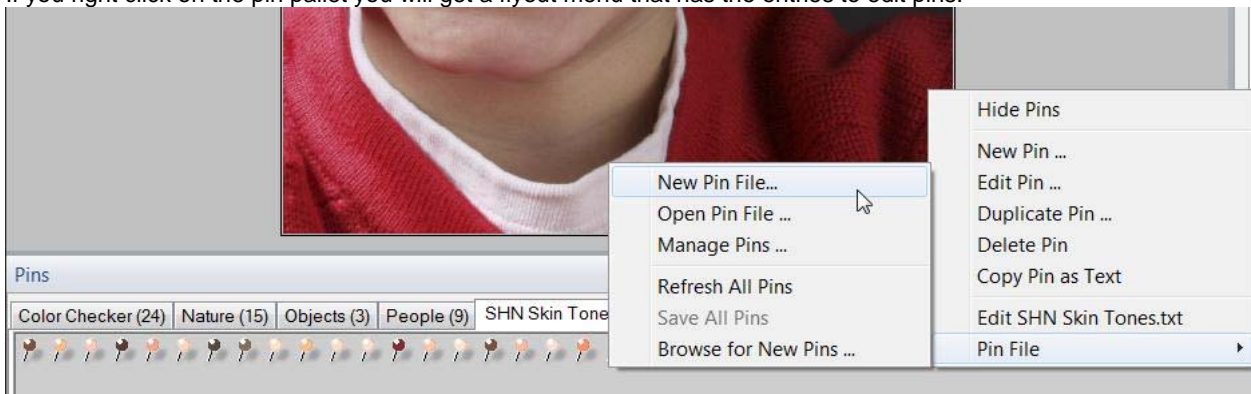 If you right click on the pin pallet you will get a flyout menu that has the entries to edit pins.
Hide Pins
New Pin ...
Edit Pin ...
Duplicate Pin ...
Delete Pin
Copy Pin as Text
Edit SHN Skin Tones.txt
Pin File
New Pin File...
Open Pin File ...
Manage Pins ...
Refresh All Pins
Save All Pins
Browse for New Pins ...
Pins
Color Checker (24) Nature (15) Objects (3) People (9) SHN Skin Tone